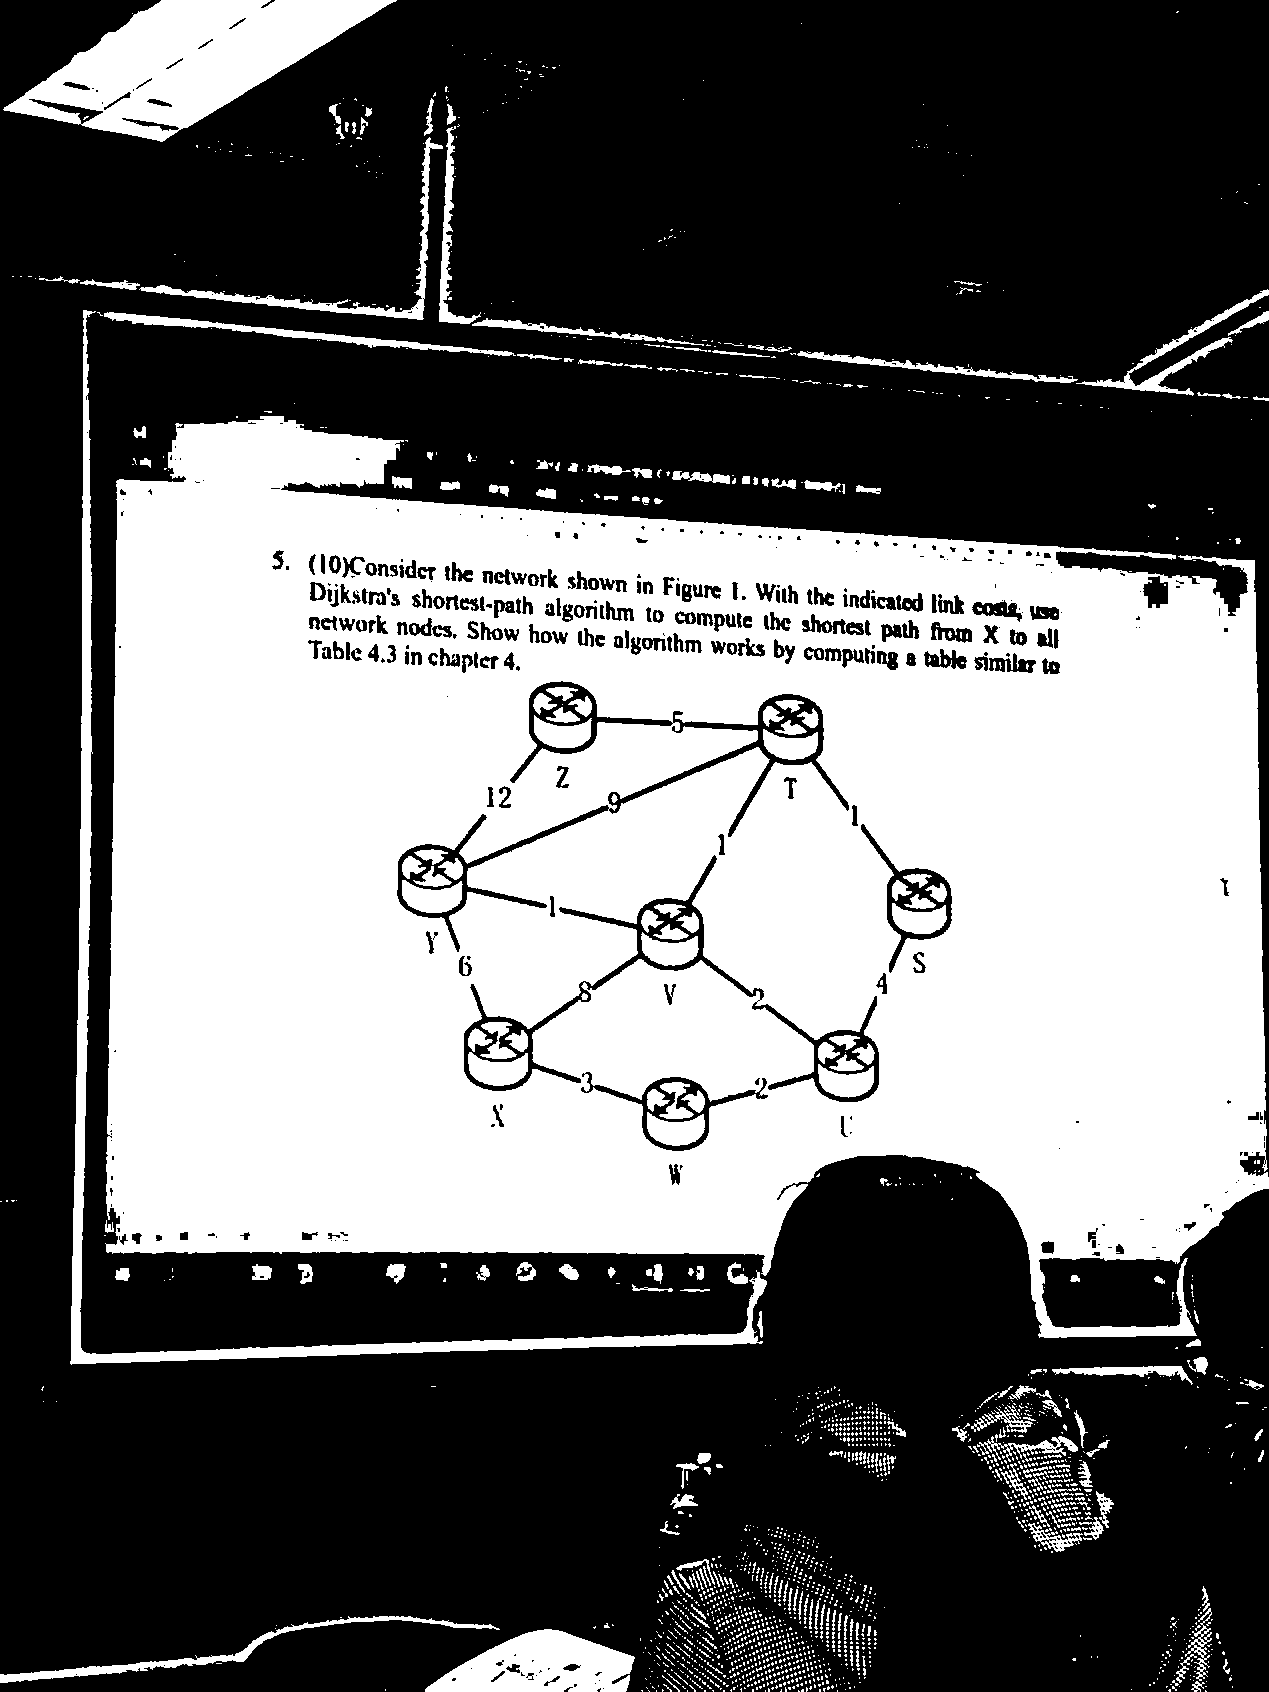 5. (10)Consider the network shown in Figure 1. With the indicated link costs, use
Dijkstra's shortest-path algorithm to compute the shortest path from X to all
network nodes. Show how the algorithm works by computing a table similar to
Table 4.3 in chapter 4.
5
Z
T
12
9
1
1
1
Y
S
6
8
V
2
4
3
2
X
U
W